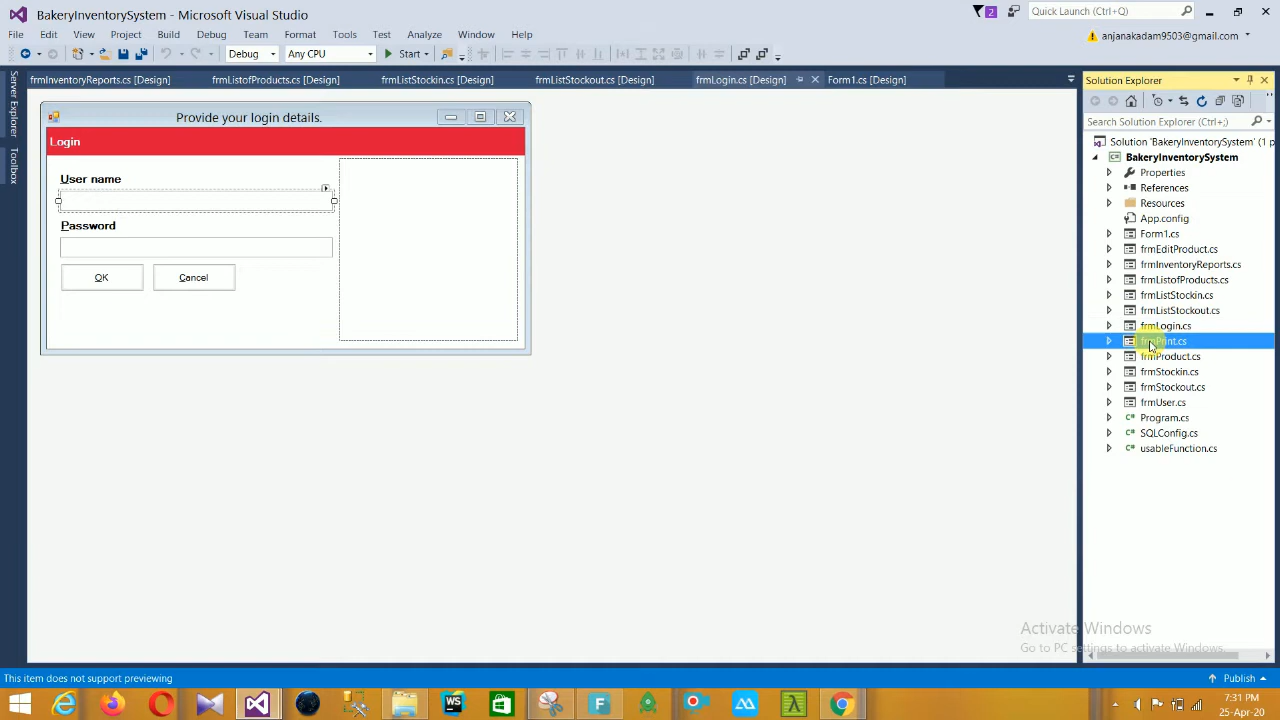 BakeryInventorySystem - Microsoft Visual Studio
2
Quick Launch (Ctrl+Q)
File Edit View Project Build Debug Team Format Tools Test Analyze Window Help
anjanakadam9503@gmail.com
Debug Any CPU Start
frmInventoryReports.cs [Design] frmListofProducts.cs [Design] frmListStockin.cs [Design] frmListStockout.cs [Design] frmLogin.cs [Design] Form1.cs [Design]
Server Explorer
Toolbox
Provide your login details.
Login
User name
Password
OK Cancel
Solution Explorer
Search Solution Explorer (Ctrl+;)
Solution 'BakeryInventorySystem' (1 p
BakeryInventorySystem
Properties
References
Resources
App.config
Form1.cs
frmEditProduct.cs
frmInventoryReports.cs
frmListofProducts.cs
frmListStockin.cs
frmListStockout.cs
frmLogin.cs
frmPrint.cs
frmProduct.cs
frmStockin.cs
frmStockout.cs
frmUser.cs
Program.cs
SQLConfig.cs
usableFunction.cs
Activate Windows
Go to PC settings to activate Windows.
This item does not support previewing
Publish
WS
F
7:31 PM
25-Apr-20